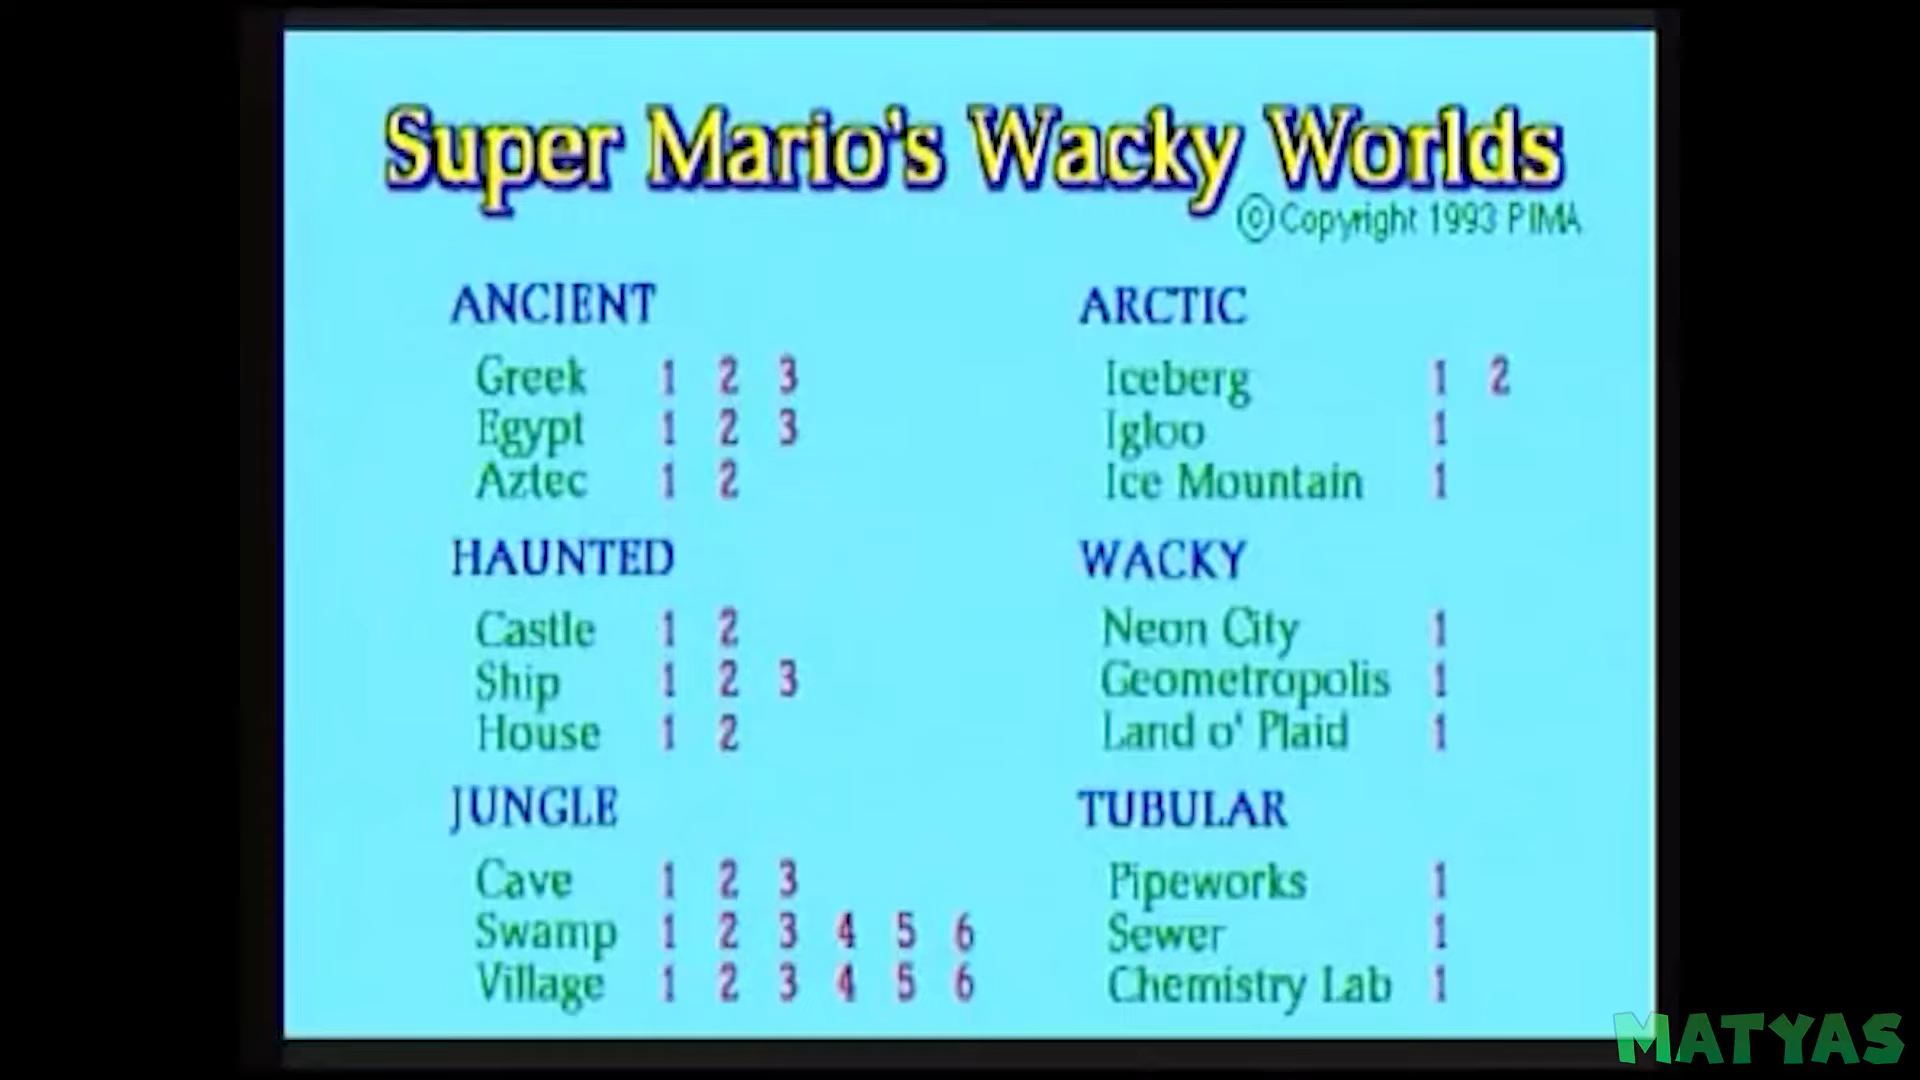 Super Mario's Wacky Worlds
© Copyright 1993 PIMA
ANCIENT
Greek 1 2 3
Egypt 1 2 3
Aztec 1 2
HAUNTED
Castle 1 2
Ship 1 2 3
House 1 2
JUNGLE
Cave 1 2 3
Swamp 1 2 3 4 5 6
Village 1 2 3 4 5 6
ARCTIC
Iceberg 1 2
Igloo 1
Ice Mountain 1
WACKY
Neon City 1
Geometropolis 1
Land o' Plaid 1
TUBULAR
Pipeworks 1
Sewer 1
Chemistry Lab 1
MATYAS